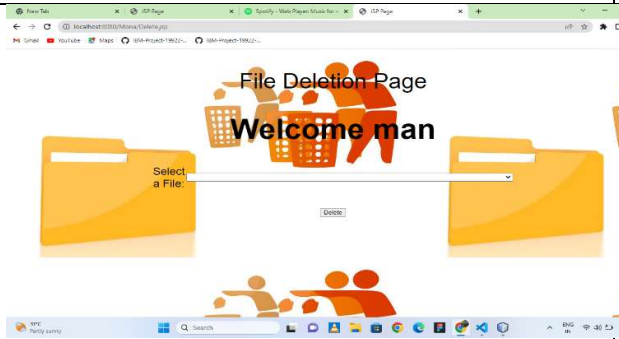 New Tab
JSP Page
Spotify - Web Player: Music for e
JSP Page
localhost:8080/Mona/Delete.jsp
Gmail
YouTube
Maps
IBM-Project-19922-...
IBM-Project-19922-...
File Deletion Page
Welcome man
Select
a File:
Delete
Partly sunny
Search
ENG
IN